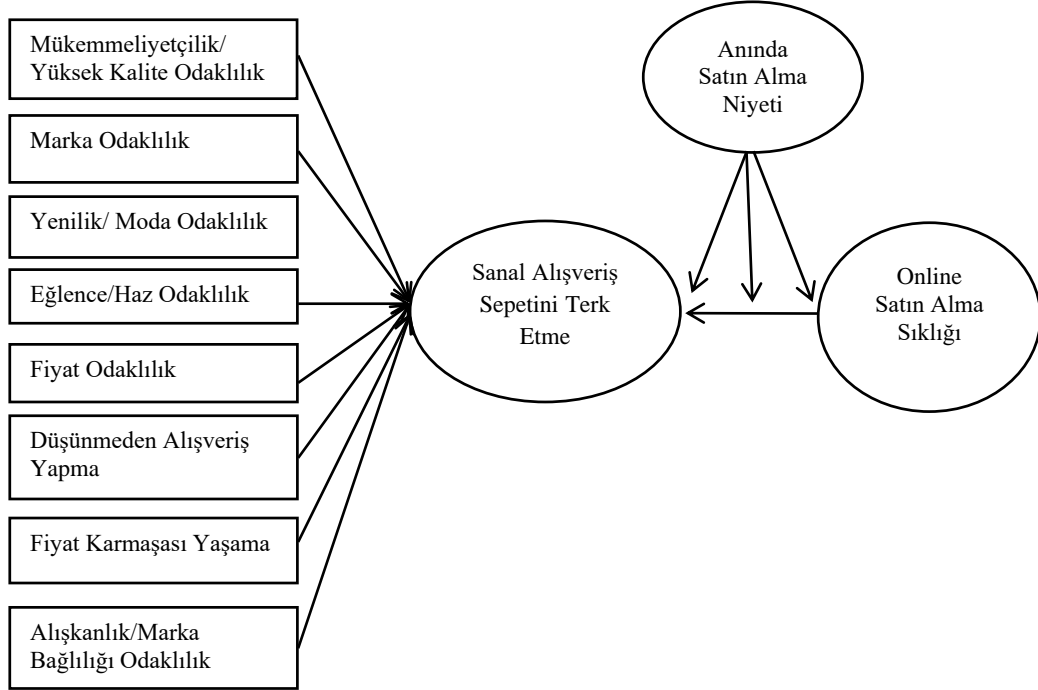 Mükemmeliyetçilik/
Yüksek Kalite Odaklılık
Marka Odaklılık
Yenilik/ Moda Odaklılık
Eğlence/Haz Odaklılık
Fiyat Odaklılık
Düşünmeden Alışveriş
Yapma
Fiyat Karmaşası Yaşama
Alışkanlık/Marka
Bağlılığı Odaklılık
Sanal Alışveriş
Sepetini Terk
Etme
Anında
Satın Alma
Niyeti
Online
Satın Alma
Sıklığı